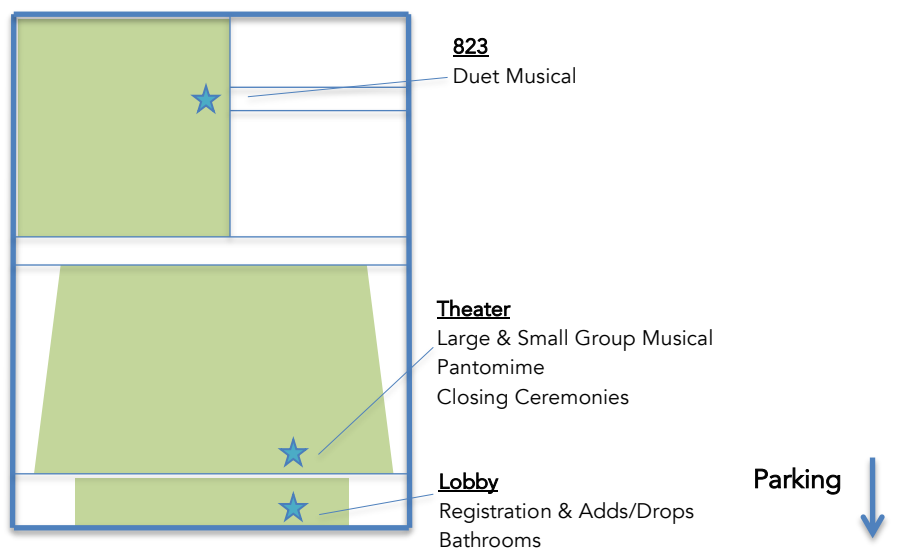 823
Duet Musical
Theater
Large & Small Group Musical
Pantomime
Closing Ceremonies
Lobby
Registration & Adds/Drops
Bathrooms
Parking